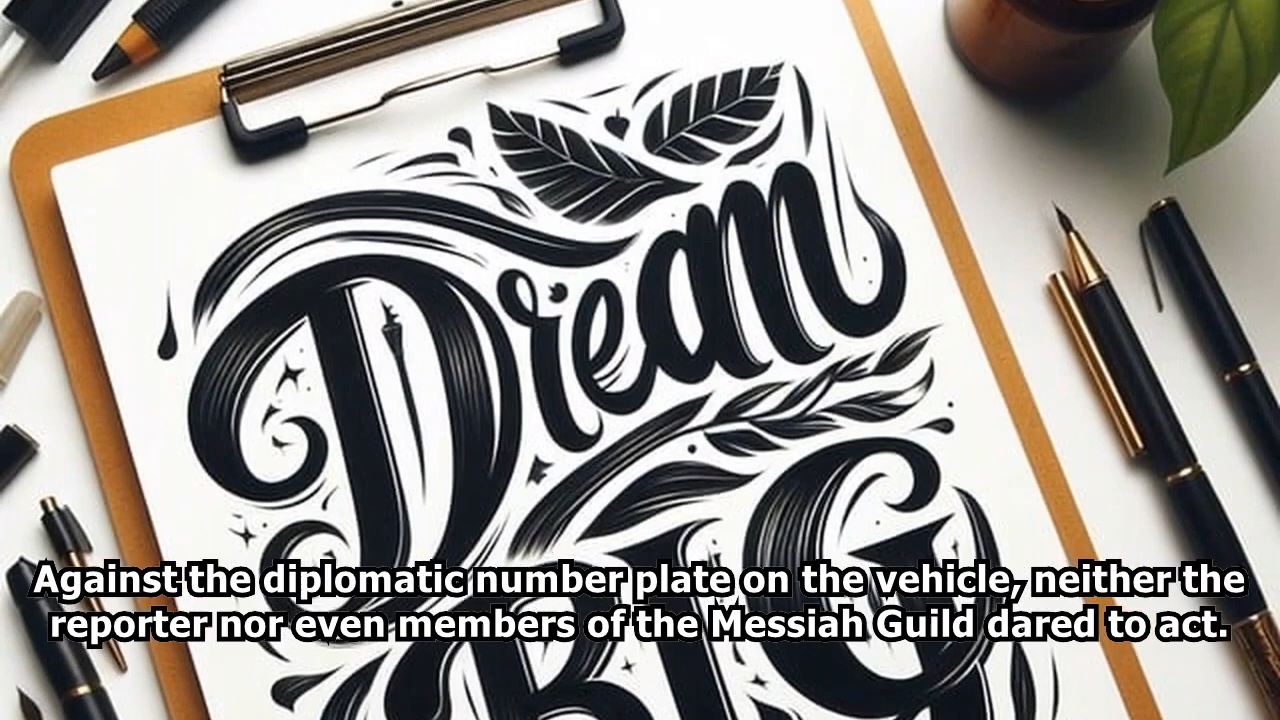 Dream
BIG
Against the diplomatic number plate on the vehicle, neither the
reporter nor even members of the Messiah Guild dared to act.